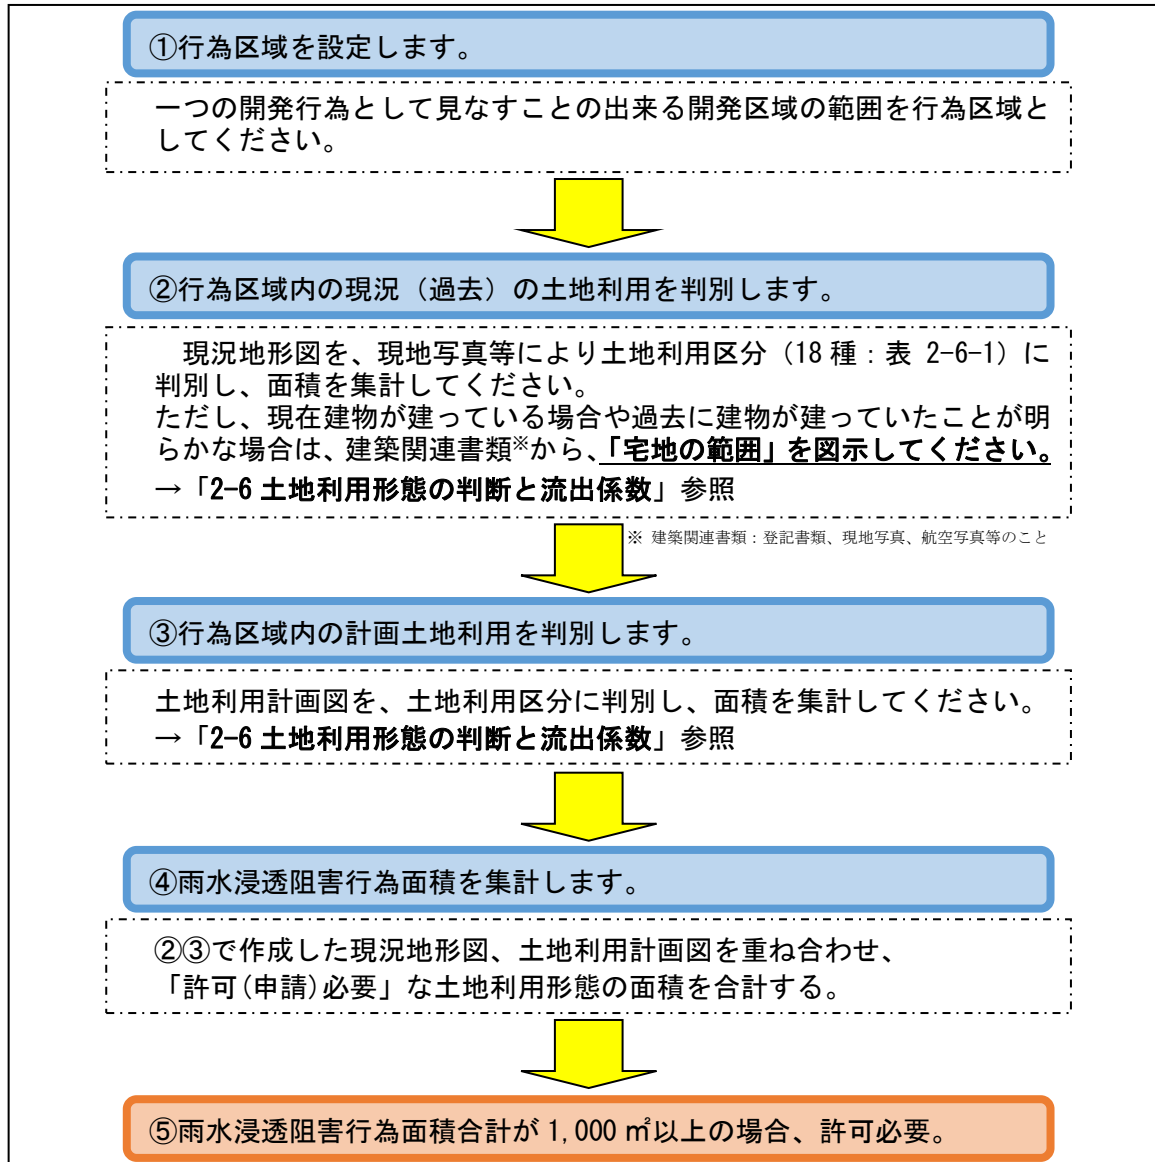 ①行為区域を設定します。
一つの開発行為として見なすことの出来る開発区域の範囲を行為区域と
してください。
②行為区域内の現況（過去）の土地利用を判別します。
現況地形図を、現地写真等により土地利用区分（18 種：表 2-6-1）に
判別し、面積を集計してください。
ただし、現在建物が建っている場合や過去に建物が建っていたことが明
らかな場合は、建築関連書類※から、「宅地の範囲」を図示してください。
→「2-6 土地利用形態の判断と流出係数」参照
※ 建築関連書類：登記書類、現地写真、航空写真等のこと
③行為区域内の計画土地利用を判別します。
土地利用計画図を、土地利用区分に判別し、面積を集計してください。
→「2-6 土地利用形態の判断と流出係数」参照
④雨水浸透阻害行為面積を集計します。
②③で作成した現況地形図、土地利用計画図を重ね合わせ、
「許可(申請)必要」な土地利用形態の面積を合計する。
⑤雨水浸透阻害行為面積合計が 1,000 ㎡以上の場合、許可必要。